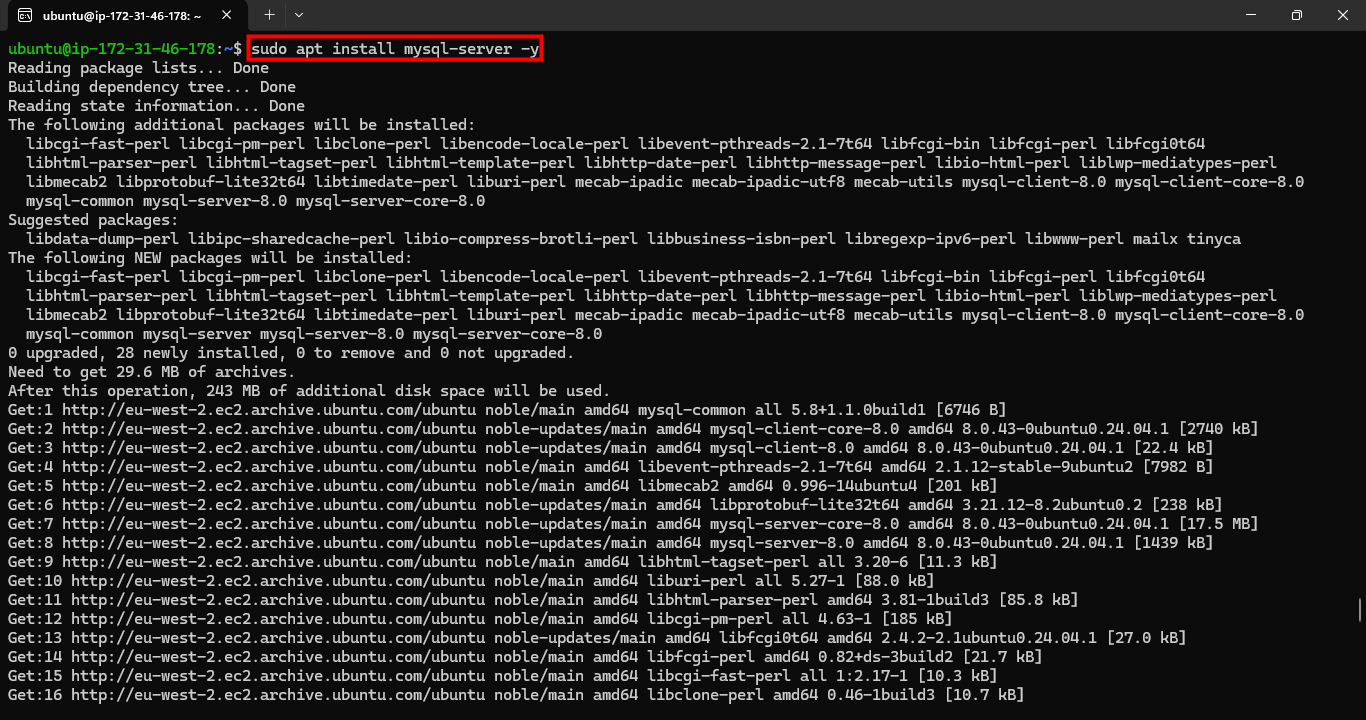 ubuntu@ip-172-31-46-178: ~
ubuntu@ip-172-31-46-178:~$ sudo apt install mysql-server -y
Reading package lists... Done
Building dependency tree... Done
Reading state information... Done
The following additional packages will be installed:
  libcgi-fast-perl libcgi-pm-perl libclone-perl libencode-locale-perl libevent-pthreads-2.1-7t64 libfcgi-bin libfcgi-perl libfcgi0t64
  libhtml-parser-perl libhtml-tagset-perl libhtml-template-perl libhttp-date-perl libhttp-message-perl libio-html-perl liblwp-mediatypes-perl
  libmecab2 libprotobuf-lite32t64 libtimedate-perl liburi-perl mecab-ipadic mecab-ipadic-utf8 mecab-utils mysql-client-8.0 mysql-client-core-8.0
  mysql-common mysql-server-8.0 mysql-server-core-8.0
Suggested packages:
  libdata-dump-perl libipc-sharedcache-perl libio-compress-brotli-perl libbusiness-isbn-perl libregexp-ipv6-perl libwww-perl mailx tinyca
The following NEW packages will be installed:
  libcgi-fast-perl libcgi-pm-perl libclone-perl libencode-locale-perl libevent-pthreads-2.1-7t64 libfcgi-bin libfcgi-perl libfcgi0t64
  libhtml-parser-perl libhtml-tagset-perl libhtml-template-perl libhttp-date-perl libhttp-message-perl libio-html-perl liblwp-mediatypes-perl
  libmecab2 libprotobuf-lite32t64 libtimedate-perl liburi-perl mecab-ipadic mecab-ipadic-utf8 mecab-utils mysql-client-8.0 mysql-client-core-8.0
  mysql-common mysql-server mysql-server-8.0 mysql-server-core-8.0
0 upgraded, 28 newly installed, 0 to remove and 0 not upgraded.
Need to get 29.6 MB of archives.
After this operation, 243 MB of additional disk space will be used.
Get:1 http://eu-west-2.ec2.archive.ubuntu.com/ubuntu noble/main amd64 mysql-common all 5.8+1.1.0build1 [6746 B]
Get:2 http://eu-west-2.ec2.archive.ubuntu.com/ubuntu noble-updates/main amd64 mysql-client-core-8.0 amd64 8.0.43-0ubuntu0.24.04.1 [2740 kB]
Get:3 http://eu-west-2.ec2.archive.ubuntu.com/ubuntu noble-updates/main amd64 mysql-client-8.0 amd64 8.0.43-0ubuntu0.24.04.1 [22.4 kB]
Get:4 http://eu-west-2.ec2.archive.ubuntu.com/ubuntu noble/main amd64 libevent-pthreads-2.1-7t64 amd64 2.1.12-stable-9ubuntu2 [7982 B]
Get:5 http://eu-west-2.ec2.archive.ubuntu.com/ubuntu noble/main amd64 libmecab2 amd64 0.996-14ubuntu4 [201 kB]
Get:6 http://eu-west-2.ec2.archive.ubuntu.com/ubuntu noble-updates/main amd64 libprotobuf-lite32t64 amd64 3.21.12-8.2ubuntu0.2 [238 kB]
Get:7 http://eu-west-2.ec2.archive.ubuntu.com/ubuntu noble-updates/main amd64 mysql-server-core-8.0 amd64 8.0.43-0ubuntu0.24.04.1 [17.5 MB]
Get:8 http://eu-west-2.ec2.archive.ubuntu.com/ubuntu noble-updates/main amd64 mysql-server-8.0 amd64 8.0.43-0ubuntu0.24.04.1 [1439 kB]
Get:9 http://eu-west-2.ec2.archive.ubuntu.com/ubuntu noble/main amd64 libhtml-tagset-perl all 3.20-6 [11.3 kB]
Get:10 http://eu-west-2.ec2.archive.ubuntu.com/ubuntu noble/main amd64 liburi-perl all 5.27-1 [88.0 kB]
Get:11 http://eu-west-2.ec2.archive.ubuntu.com/ubuntu noble/main amd64 libhtml-parser-perl amd64 3.81-1build3 [85.8 kB]
Get:12 http://eu-west-2.ec2.archive.ubuntu.com/ubuntu noble/main amd64 libcgi-pm-perl all 4.63-1 [185 kB]
Get:13 http://eu-west-2.ec2.archive.ubuntu.com/ubuntu noble-updates/main amd64 libfcgi0t64 amd64 2.4.2-2.1ubuntu0.24.04.1 [27.0 kB]
Get:14 http://eu-west-2.ec2.archive.ubuntu.com/ubuntu noble/main amd64 libfcgi-perl amd64 0.82+ds-3build2 [21.7 kB]
Get:15 http://eu-west-2.ec2.archive.ubuntu.com/ubuntu noble/main amd64 libcgi-fast-perl all 1:2.17-1 [10.3 kB]
Get:16 http://eu-west-2.ec2.archive.ubuntu.com/ubuntu noble/main amd64 libclone-perl amd64 0.46-1build3 [10.7 kB]